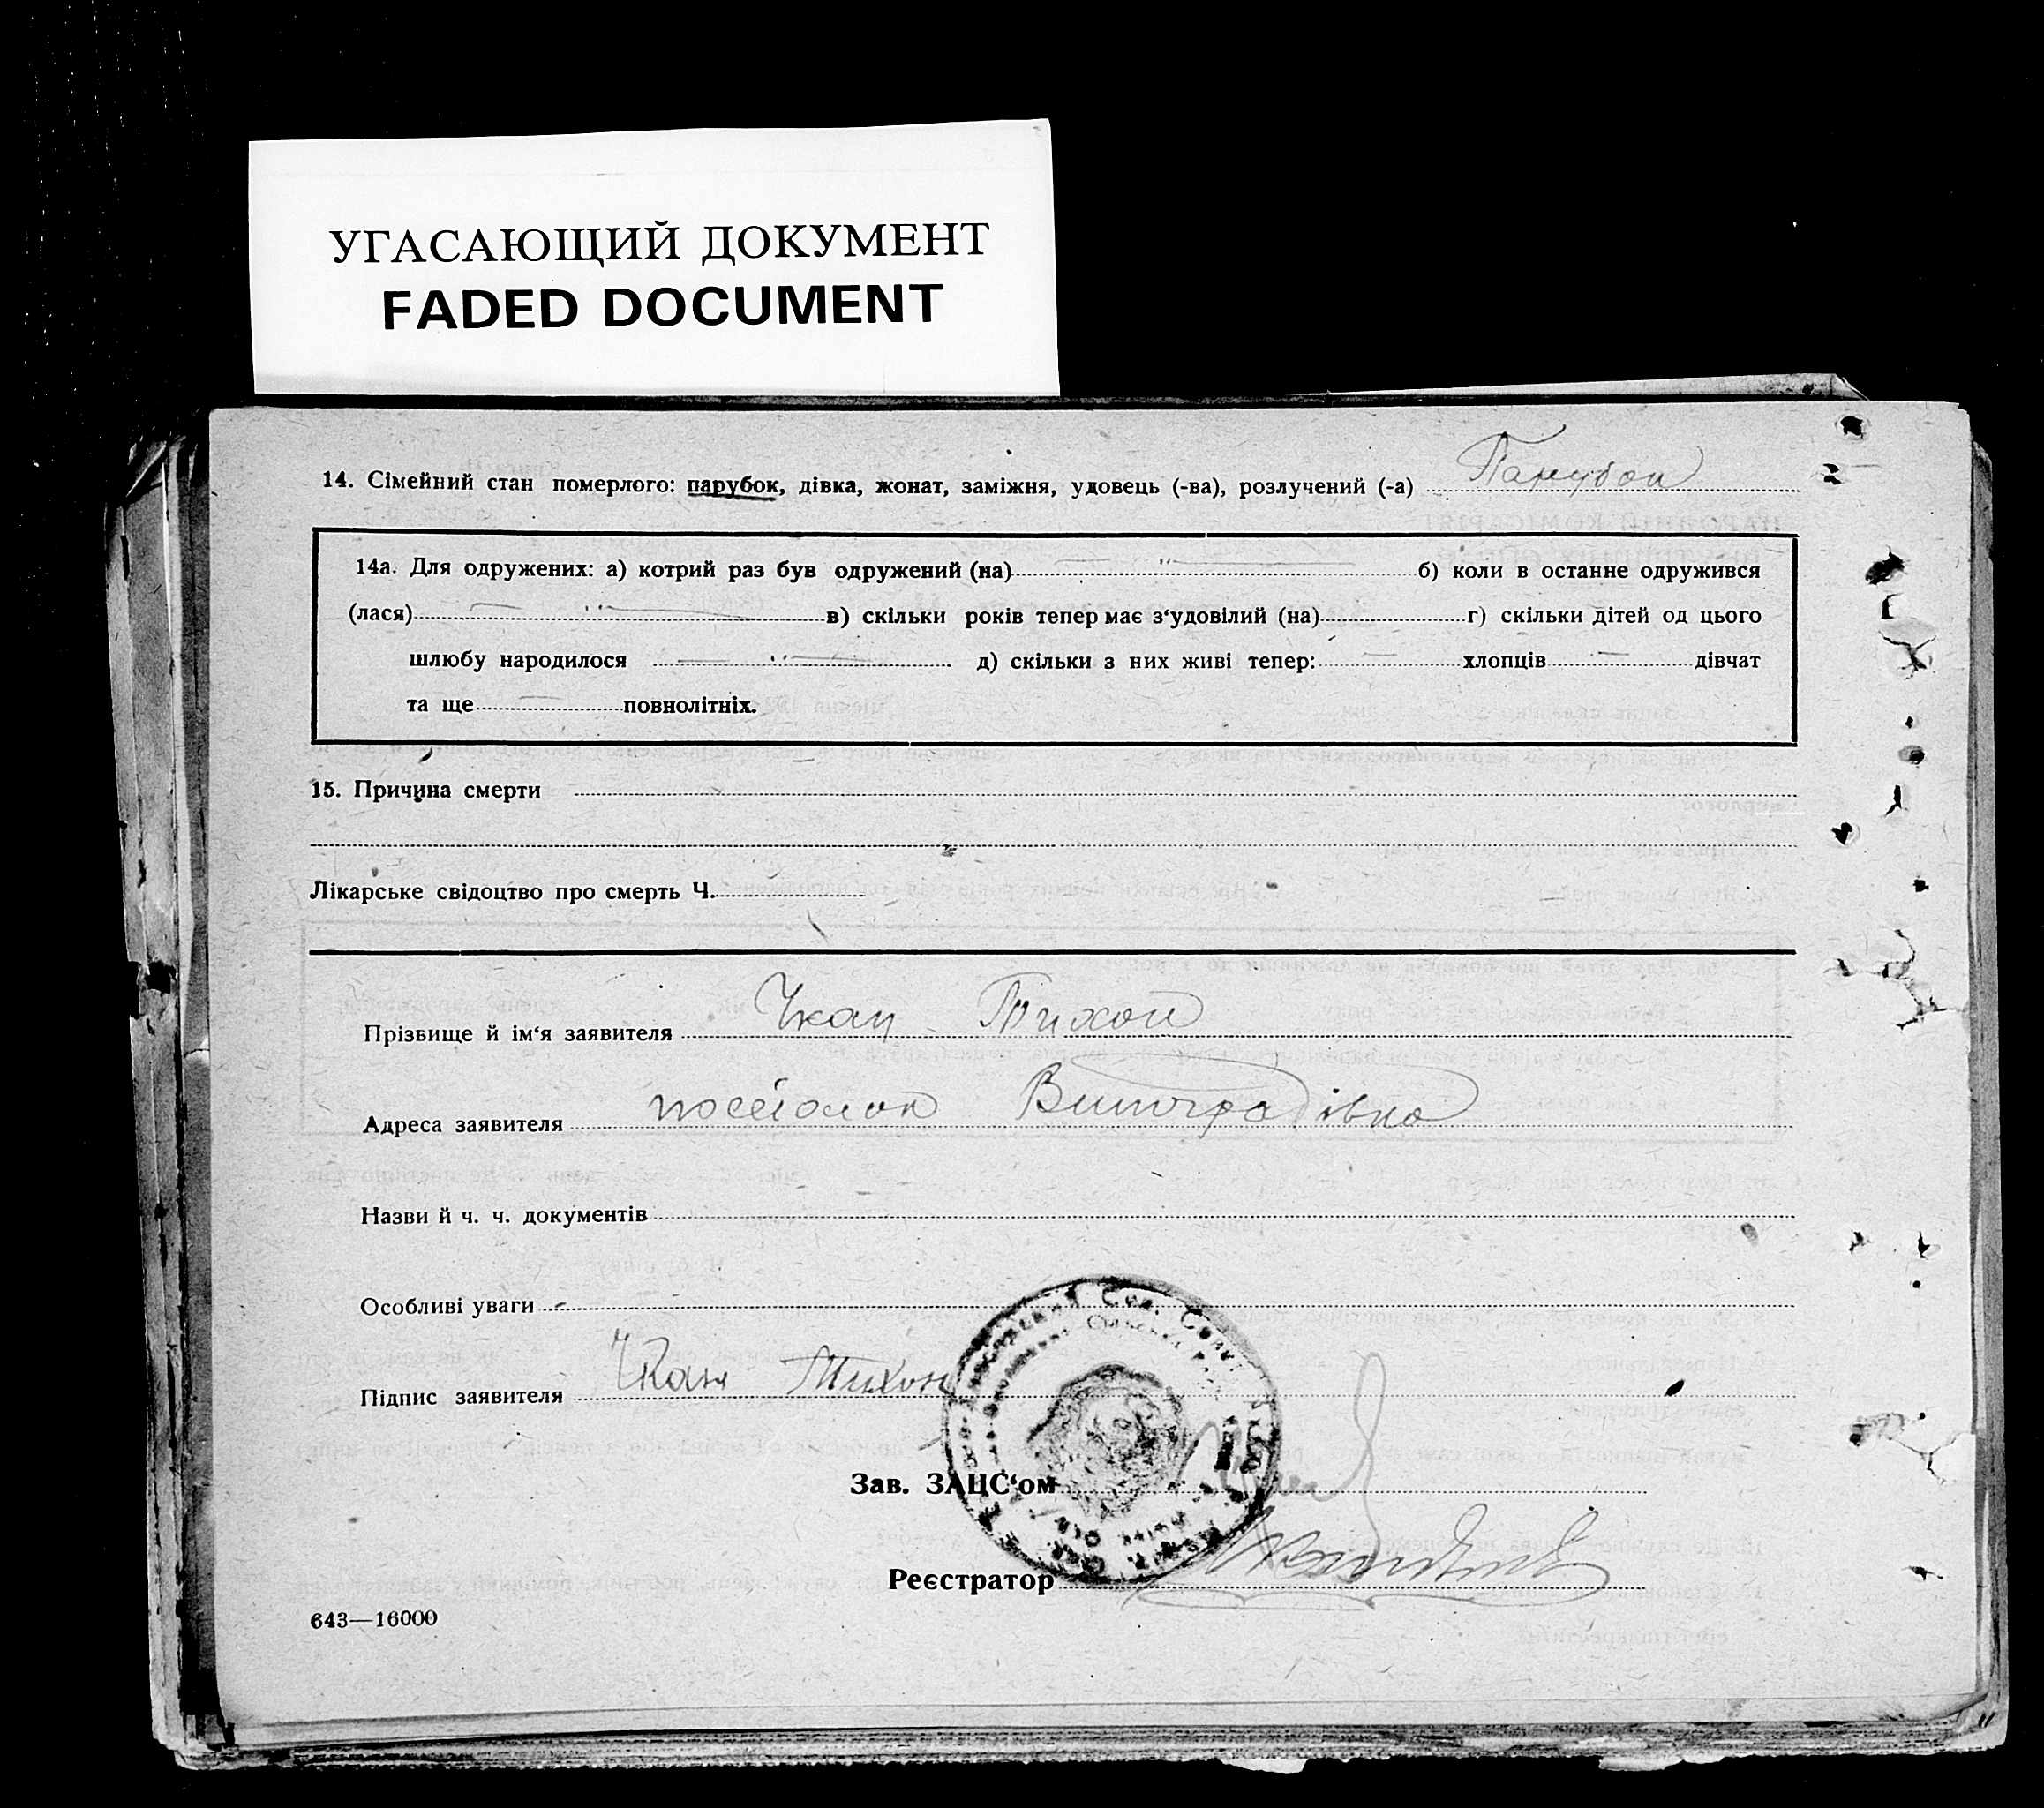 УГАСАЮЩИЙ ДОКУМЕНТ
FADED DOCUMENT
14. Сімейний стан померлого: парубок, дівка, жонат, заміжня, удовець (-ва), розлучений (-а) Парубок
14а. Для одружених: а) котрий раз був одружений (на) — " — б) коли в останнє одружився
(лася) — " — в) скільки років тепер має з‘удовілий (на) г) скільки дітей од цього
шлюбу народилося — " — д) скільки з них живі тепер: — хлопців — дівчат
та ще — повнолітніх.
15. Причина смерти
Лікарське свідоцтво про смерть Ч.
Прізвище й ім‘я заявителя Чкан Тихон
Адреса заявителя посьолок Виноградівка
Назви й ч. ч. документів
Особливі уваги
Підпис заявителя Чкан Тихон
Зав. ЗАЦС‘ом
Реєстратор
643—16000